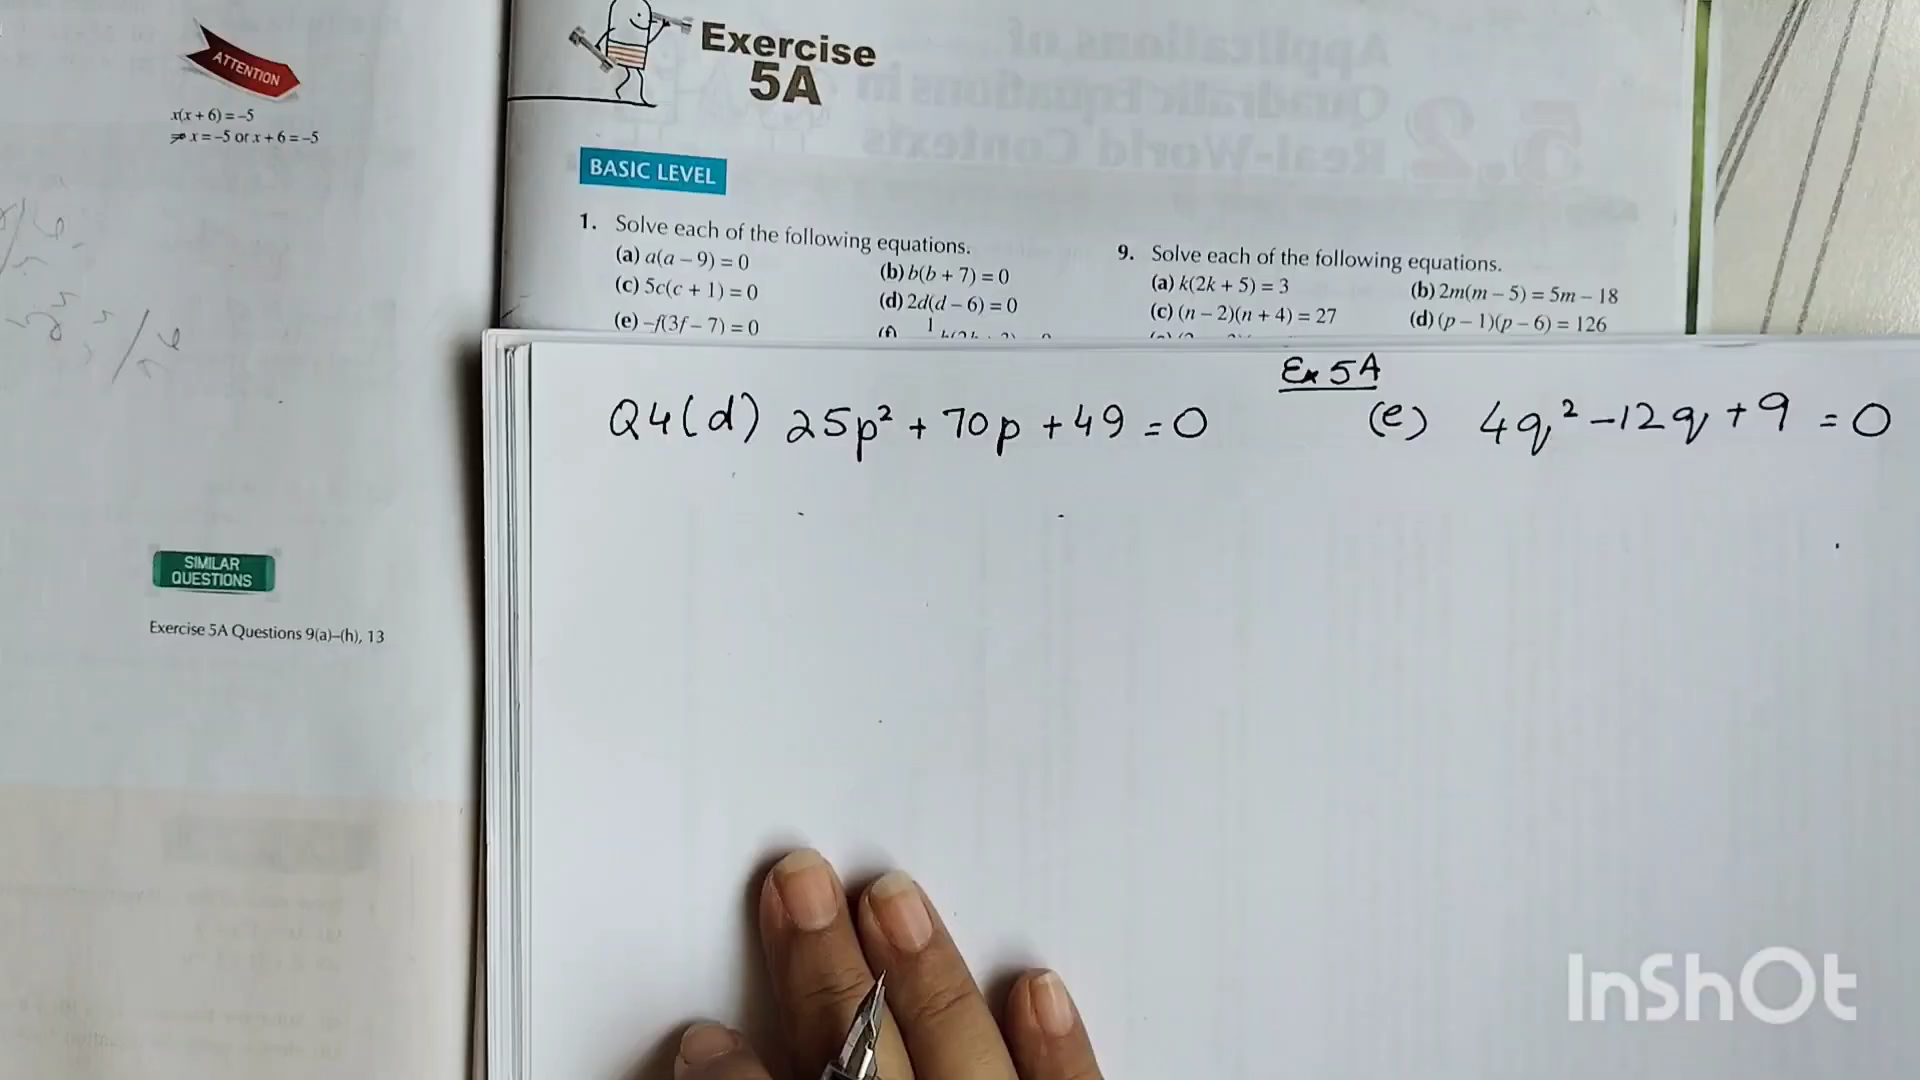 ATTENTION
x(x + 6) = –5
⇏ x = –5 or x + 6 = –5
SIMILAR
QUESTIONS
Exercise 5A Questions 9(a)–(h), 13
Exercise
5A
BASIC LEVEL
1. Solve each of the following equations.
(a) a(a – 9) = 0 (b) b(b + 7) = 0
(c) 5c(c + 1) = 0 (d) 2d(d – 6) = 0
(e) –f(3f – 7) = 0 (f)
9. Solve each of the following equations.
(a) k(2k + 5) = 3 (b) 2m(m – 5) = 5m – 18
(c) (n – 2)(n + 4) = 27 (d) (p – 1)(p – 6) = 126
Ex 5A
Q4(d) 25p² + 70p + 49 = 0 (e) 4q² – 12q + 9 = 0
InShOt